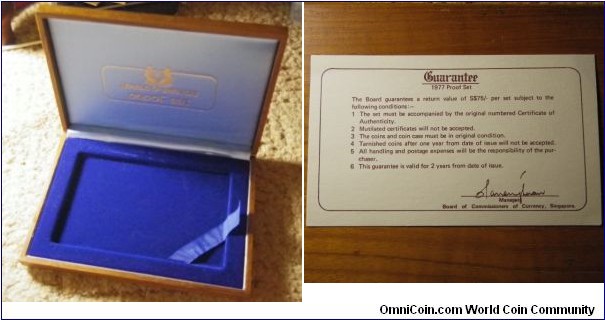 Guarantee
1977 Proof Set
The Board guarantees a return value of S$75/- per set subject to the
following conditions:—
1 The set must be accompanied by the original numbered Certificate of
Authenticity.
2 Mutilated certificates will not be accepted.
3 The coins and coin case must be in original condition.
4 Tarnished coins after one year from date of issue will not be accepted.
5 All handling and postage expenses will be the responsibility of the pur-
chaser.
6 This guarantee is valid for 2 years from date of issue.
Manager
Board of Commissioners of Currency, Singapore.
OmniCoin.com World Coin Community